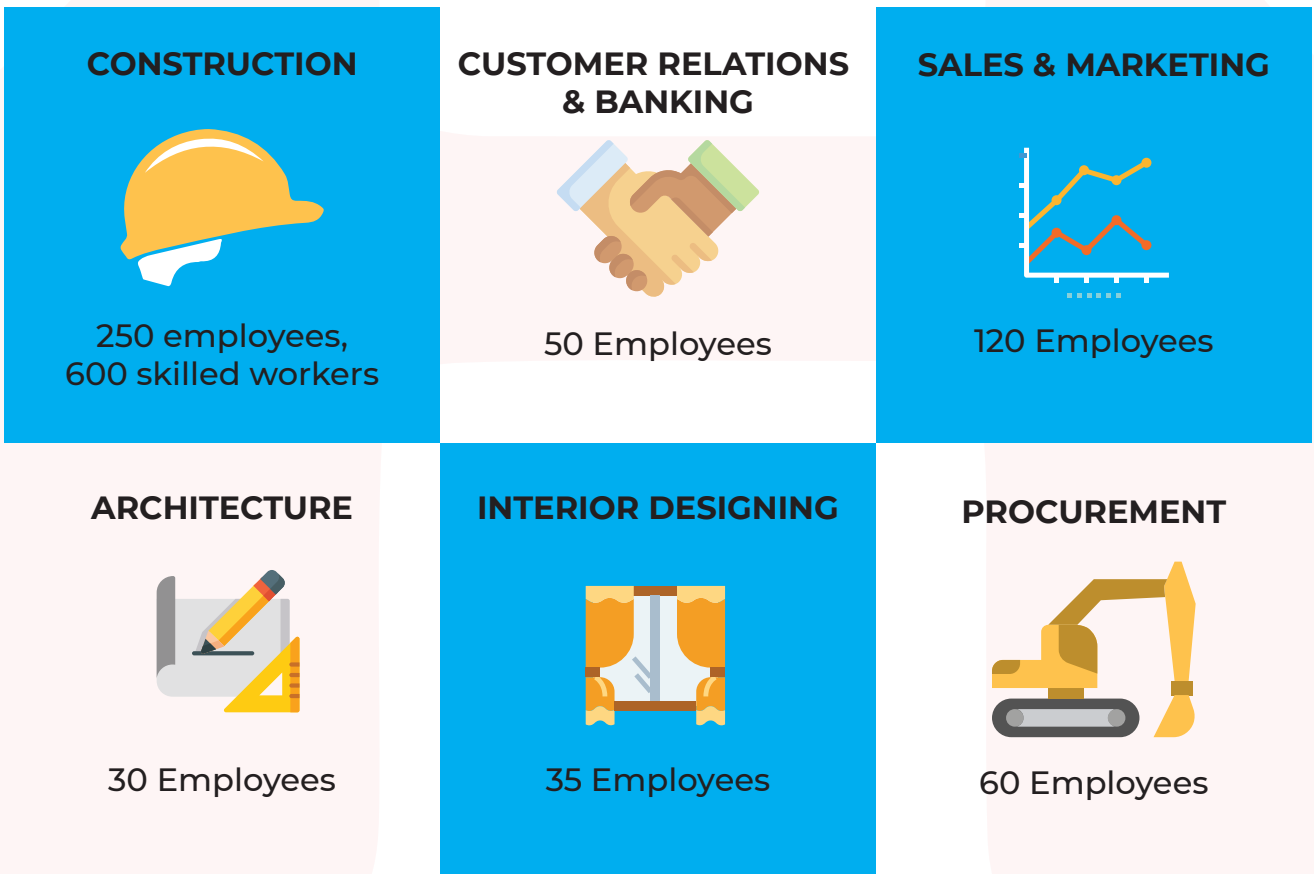 CONSTRUCTION
250 employees,
600 skilled workers
CUSTOMER RELATIONS
& BANKING
50 Employees
SALES & MARKETING
120 Employees
ARCHITECTURE
30 Employees
INTERIOR DESIGNING
35 Employees
PROCUREMENT
60 Employees